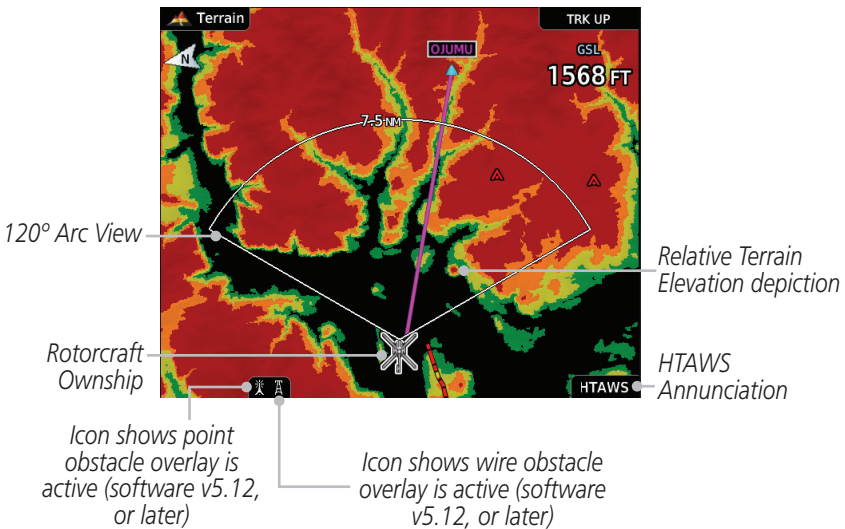 Terrain
TRK UP
N
OJUMU
GSL
1568 FT
7.5 NM
120º Arc View
Relative Terrain
Elevation depiction
Rotorcraft
Ownship
HTAWS
HTAWS
Annunciation
Icon shows point
obstacle overlay is
active (software v5.12,
or later)
Icon shows wire obstacle
overlay is active (software
v5.12, or later)